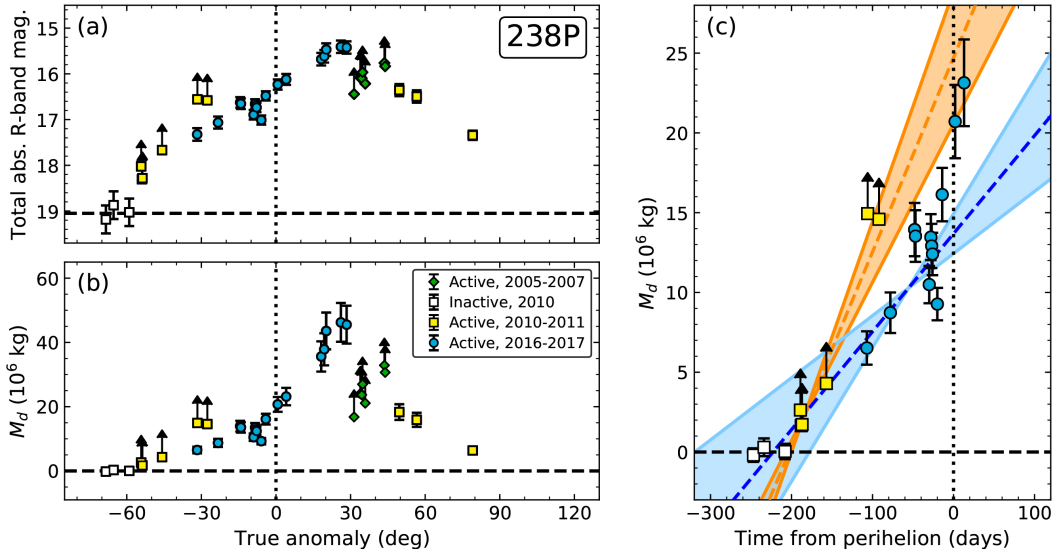 (a)
238P
Total abs. R-band mag.
15
16
17
18
19
(b)
Active, 2005-2007
Inactive, 2010
Active, 2010-2011
Active, 2016-2017
M_d (10^6 kg)
60
40
20
0
−60
−30
0
30
60
90
120
True anomaly (deg)
(c)
M_d (10^6 kg)
25
20
15
10
5
0
−300
−200
−100
0
100
Time from perihelion (days)